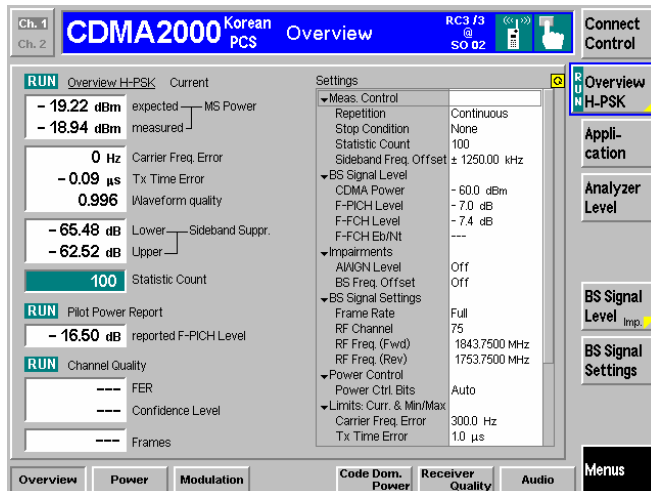 Ch. 1
Ch. 2
CDMA2000 Korean PCS
Overview
RC3 /3 @ SO 02
Connect Control
RUN Overview H-PSK Current
- 19.22 dBm expected MS Power
- 18.94 dBm measured
0 Hz Carrier Freq. Error
- 0.09 µs Tx Time Error
0.996 Waveform quality
- 65.48 dB Lower Sideband Suppr.
- 62.52 dB Upper
100 Statistic Count
RUN Pilot Power Report
- 16.50 dB reported F-PICH Level
RUN Channel Quality
--- FER
--- Confidence Level
--- Frames
Settings
Q
Meas. Control
Repetition Continuous
Stop Condition None
Statistic Count 100
Sideband Freq. Offset ± 1250.00 kHz
BS Signal Level
CDMA Power - 60.0 dBm
F-PICH Level - 7.0 dB
F-FCH Level - 7.4 dB
F-FCH Eb/Nt ---
Impairments
AWGN Level Off
BS Freq. Offset Off
BS Signal Settings
Frame Rate Full
RF Channel 75
RF Freq. (Fwd) 1843.7500 MHz
RF Freq. (Rev) 1753.7500 MHz
Power Control
Power Ctrl. Bits Auto
Limits: Curr. & Min/Max
Carrier Freq. Error 300.0 Hz
Tx Time Error 1.0 µs
RUN
Overview H-PSK
Appli-
cation
Analyzer Level
BS Signal Level Imp.
BS Signal Settings
Menus
Overview
Power
Modulation
Code Dom. Power
Receiver Quality
Audio